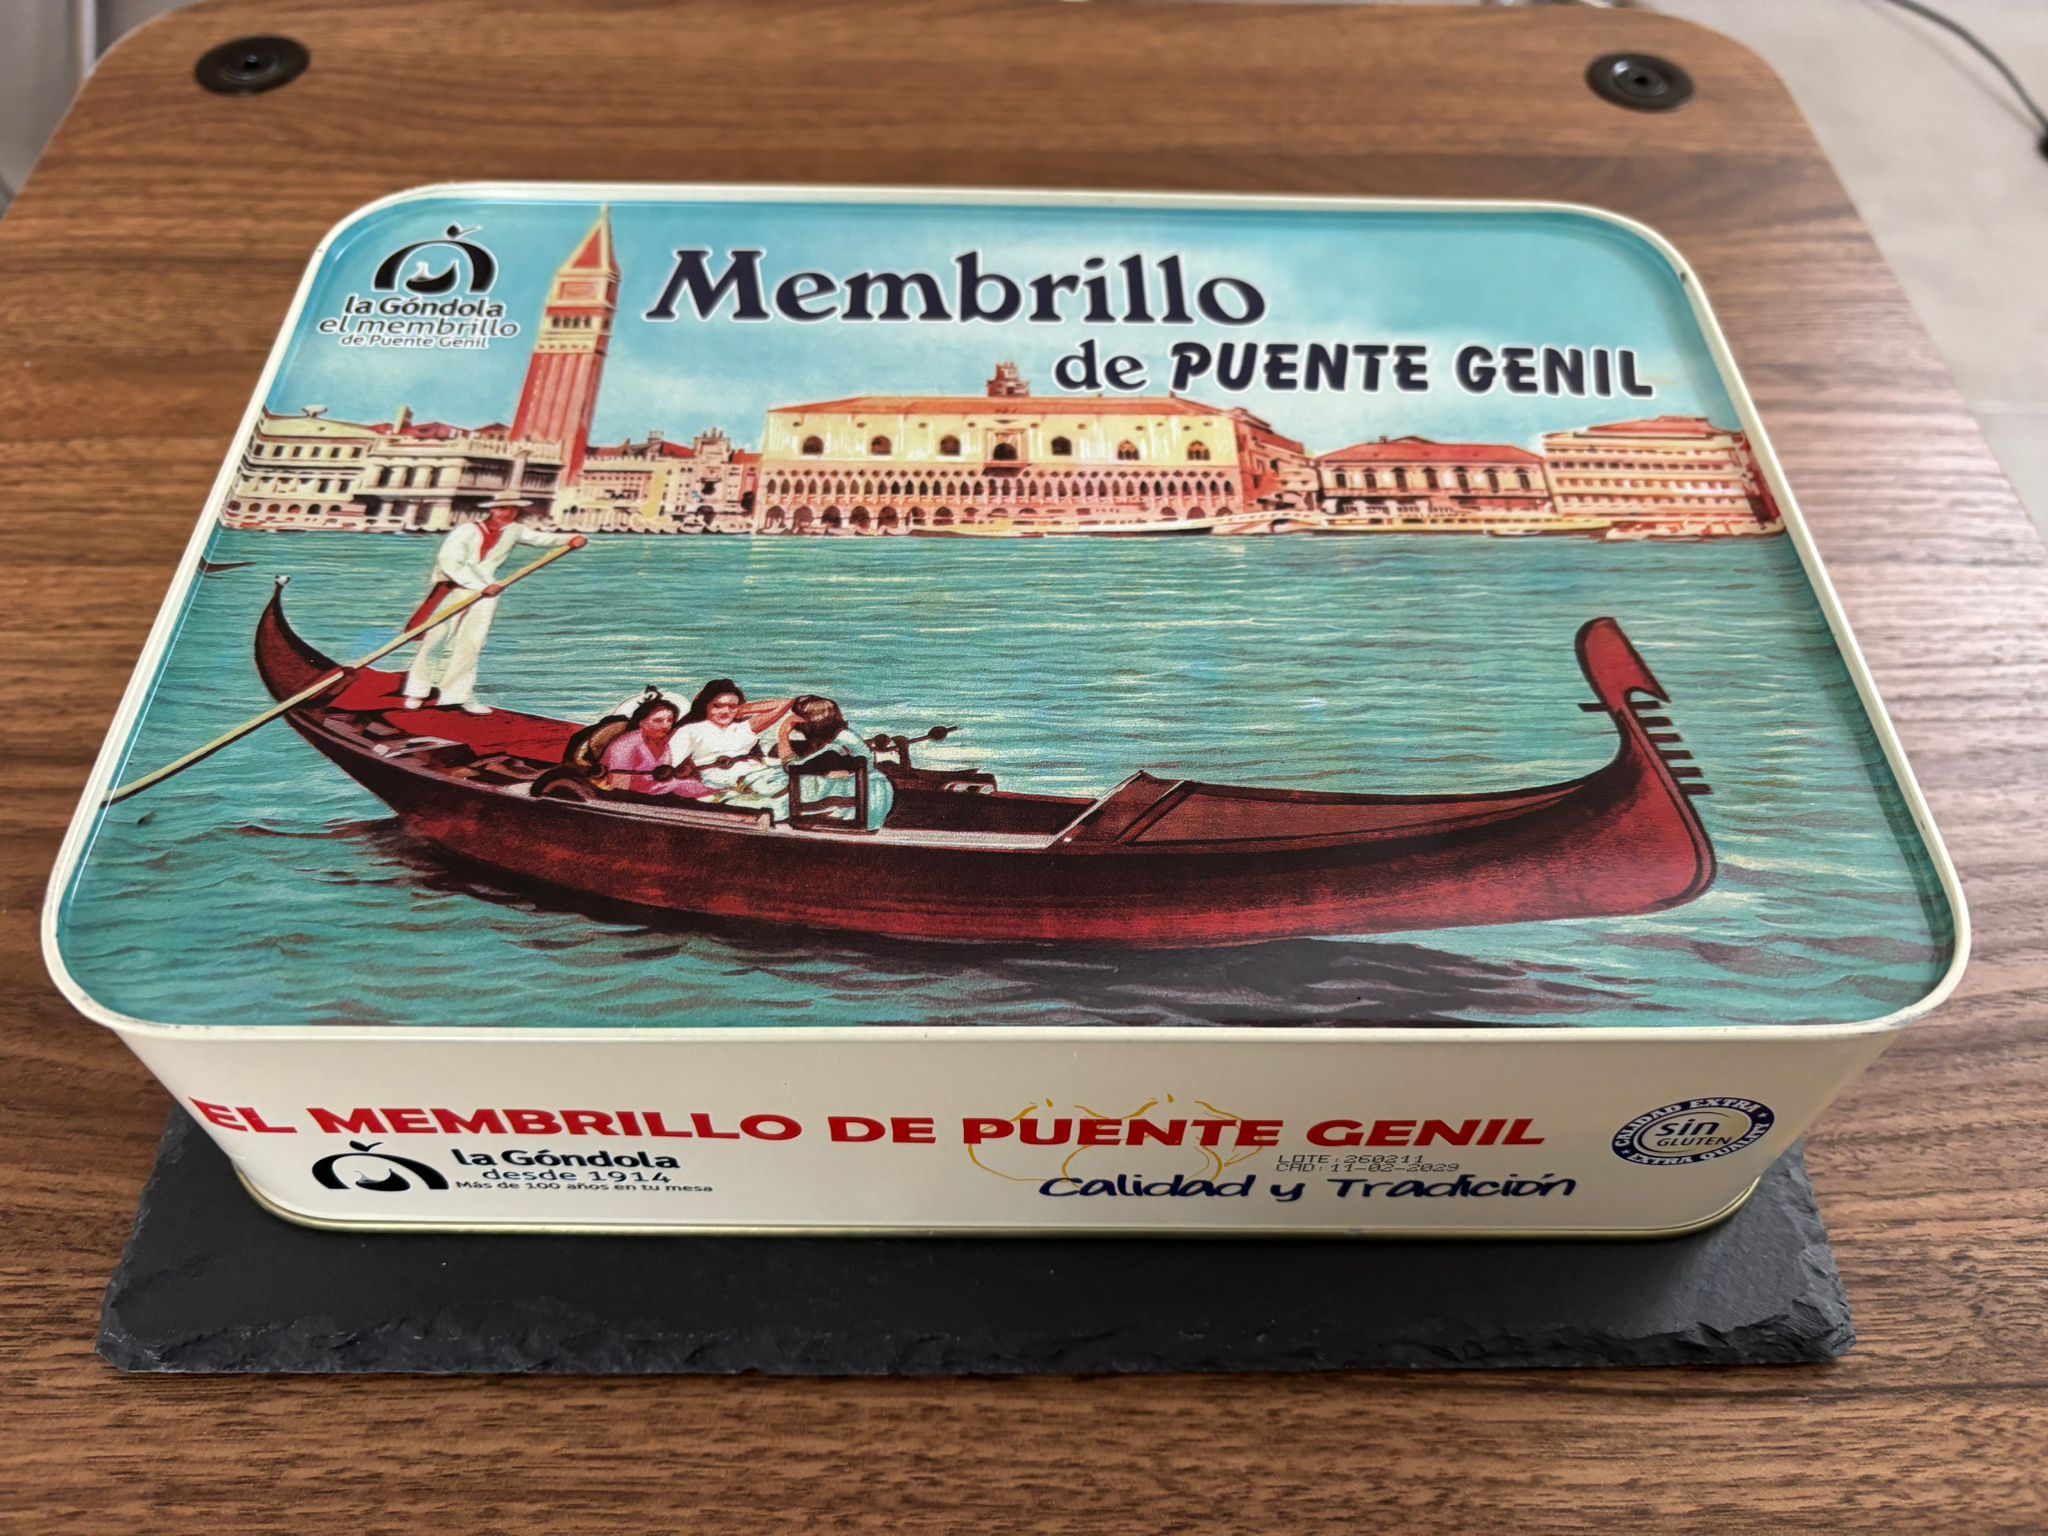 la Góndola
el membrillo
de Puente Genil
Membrillo
de PUENTE GENIL
EL MEMBRILLO DE PUENTE GENIL
la Góndola
desde 1914
Más de 100 años en tu mesa
LOTE:260211
CAD:11-02-2029
Calidad y Tradición
CALIDAD EXTRA
sin
GLUTEN
EXTRA QUALITY